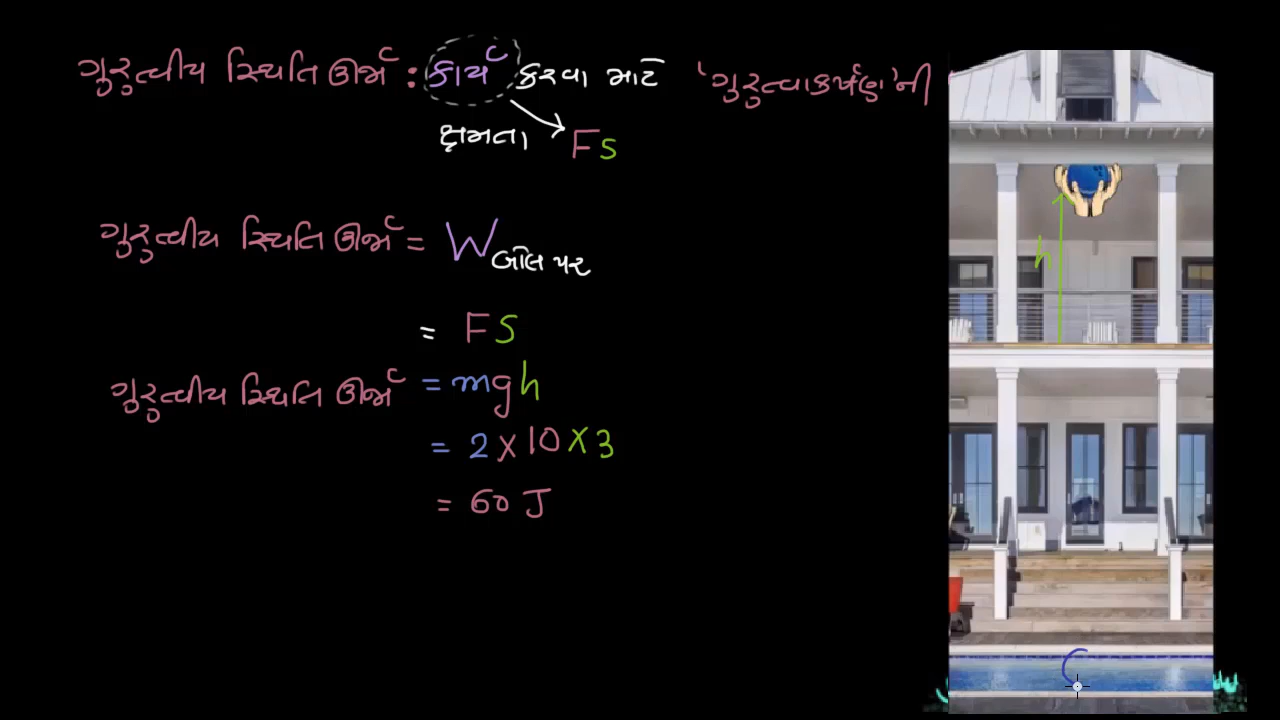 ગુરુત્વીય સ્થિતિ ઊર્જા : કાર્ય કરવા માટે 'ગુરુત્વાકર્ષણ'ની
ક્ષમતા
FS
ગુરુત્વીય સ્થિતિ ઊર્જા = W બોલ પર
= FS
ગુરુત્વીય સ્થિતિ ઊર્જા = mgh
= 2 × 10 × 3
= 60 J
h